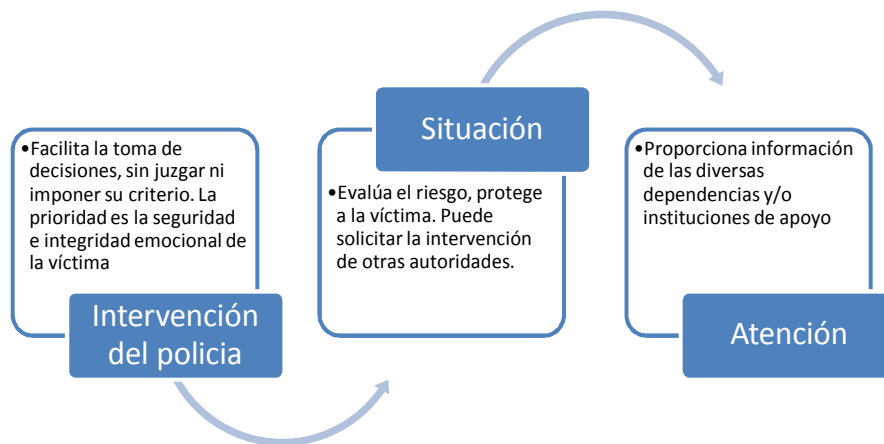 •Facilita la toma de
decisiones, sin juzgar ni
imponer su criterio. La
prioridad es la seguridad
e integridad emocional de
la víctima
Intervención
del policia
Situación
•Evalúa el riesgo, protege
a la víctima. Puede
solicitar la intervención
de otras autoridades.
•Proporciona información
de las diversas
dependencias y/o
instituciones de apoyo
Atención